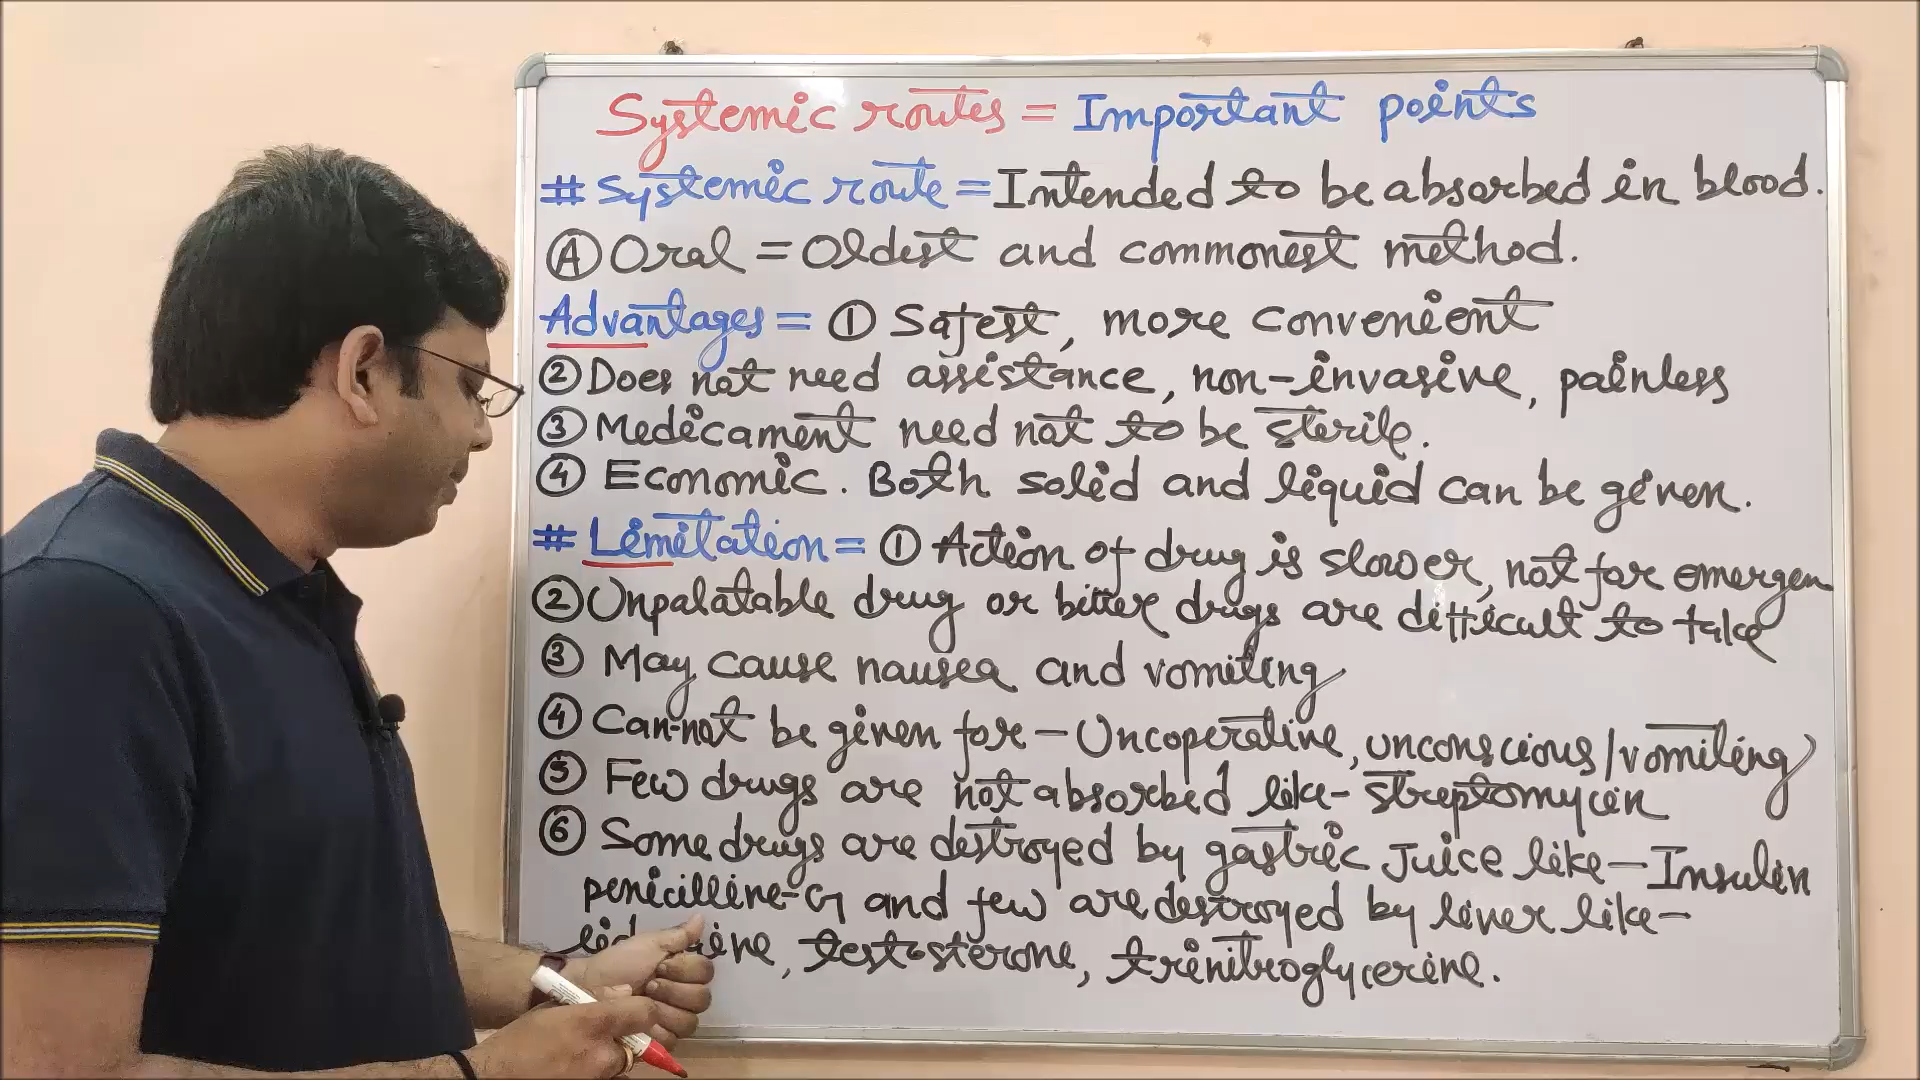 Systemic routes = Important points
# Systemic route = Intended to be absorbed in blood.
Ⓐ Oral = Oldest and commonest method.
Advantages = ① Safest, more convenient
② Does not need assistance, non-invasive, painless
③ Medicament need not to be sterile.
④ Economic. Both solid and liquid can be given.
# Limitation = ① Action of drug is slower, not for emergen
② Unpalatable drug or bitter drugs are difficult to take
③ May cause nausea and vomiting
④ Can-not be given for - Uncoperative, unconscious/vomiting
⑤ Few drugs are not absorbed like - streptomycin
⑥ Some drugs are destroyed by gastric Juice like - Insulin
penicilline-G and few are destroyed by liver like -
testosterone, trinitroglycerine.